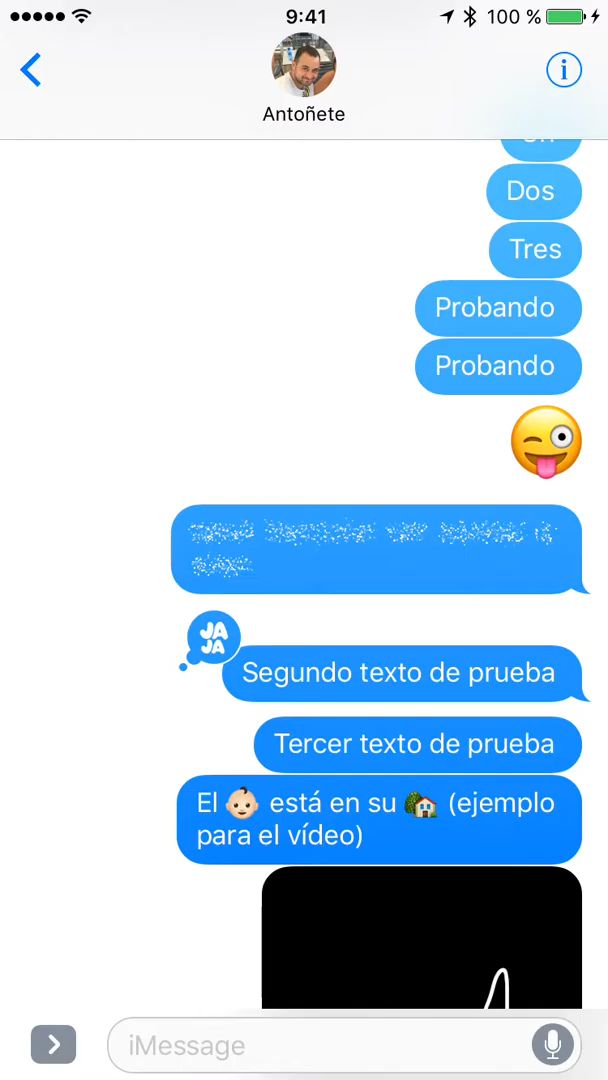 9:41
100 %
Antoñete
Dos
Tres
Probando
Probando
JA
JA
Segundo texto de prueba
Tercer texto de prueba
El está en su (ejemplo
para el vídeo)
iMessage